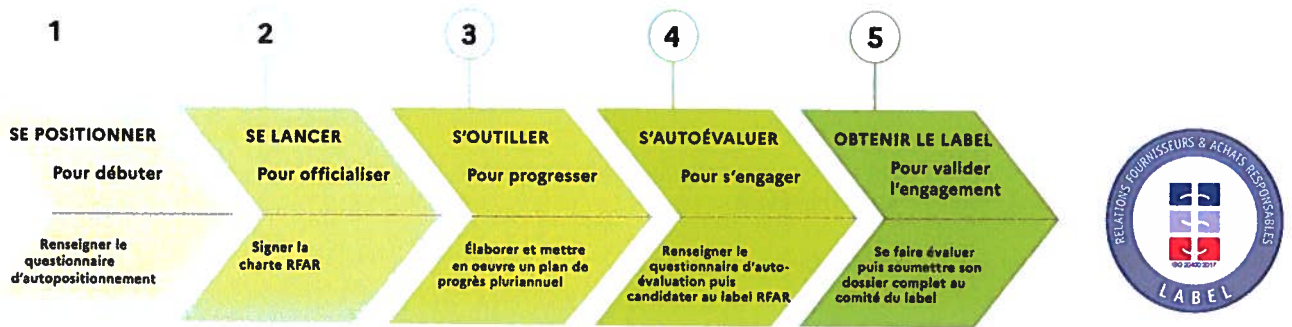 1
2
3
4
5
SE POSITIONNER
Pour débuter
Renseigner le
questionnaire
d'autopositionnement
SE LANCER
Pour officialiser
Signer la
charte RFAR
S'OUTILLER
Pour progresser
Élaborer et mettre
en oeuvre un plan de
progrès pluriannuel
S'AUTOÉVALUER
Pour s'engager
Renseigner le
questionnaire d'auto-
évaluation puis
candidater au label RFAR
OBTENIR LE LABEL
Pour valider
l'engagement
Se faire évaluer
puis soumettre son
dossier complet au
comité du label
RELATIONS FOURNISSEURS & ACHATS RESPONSABLES
ISO 20400:2017
LABEL